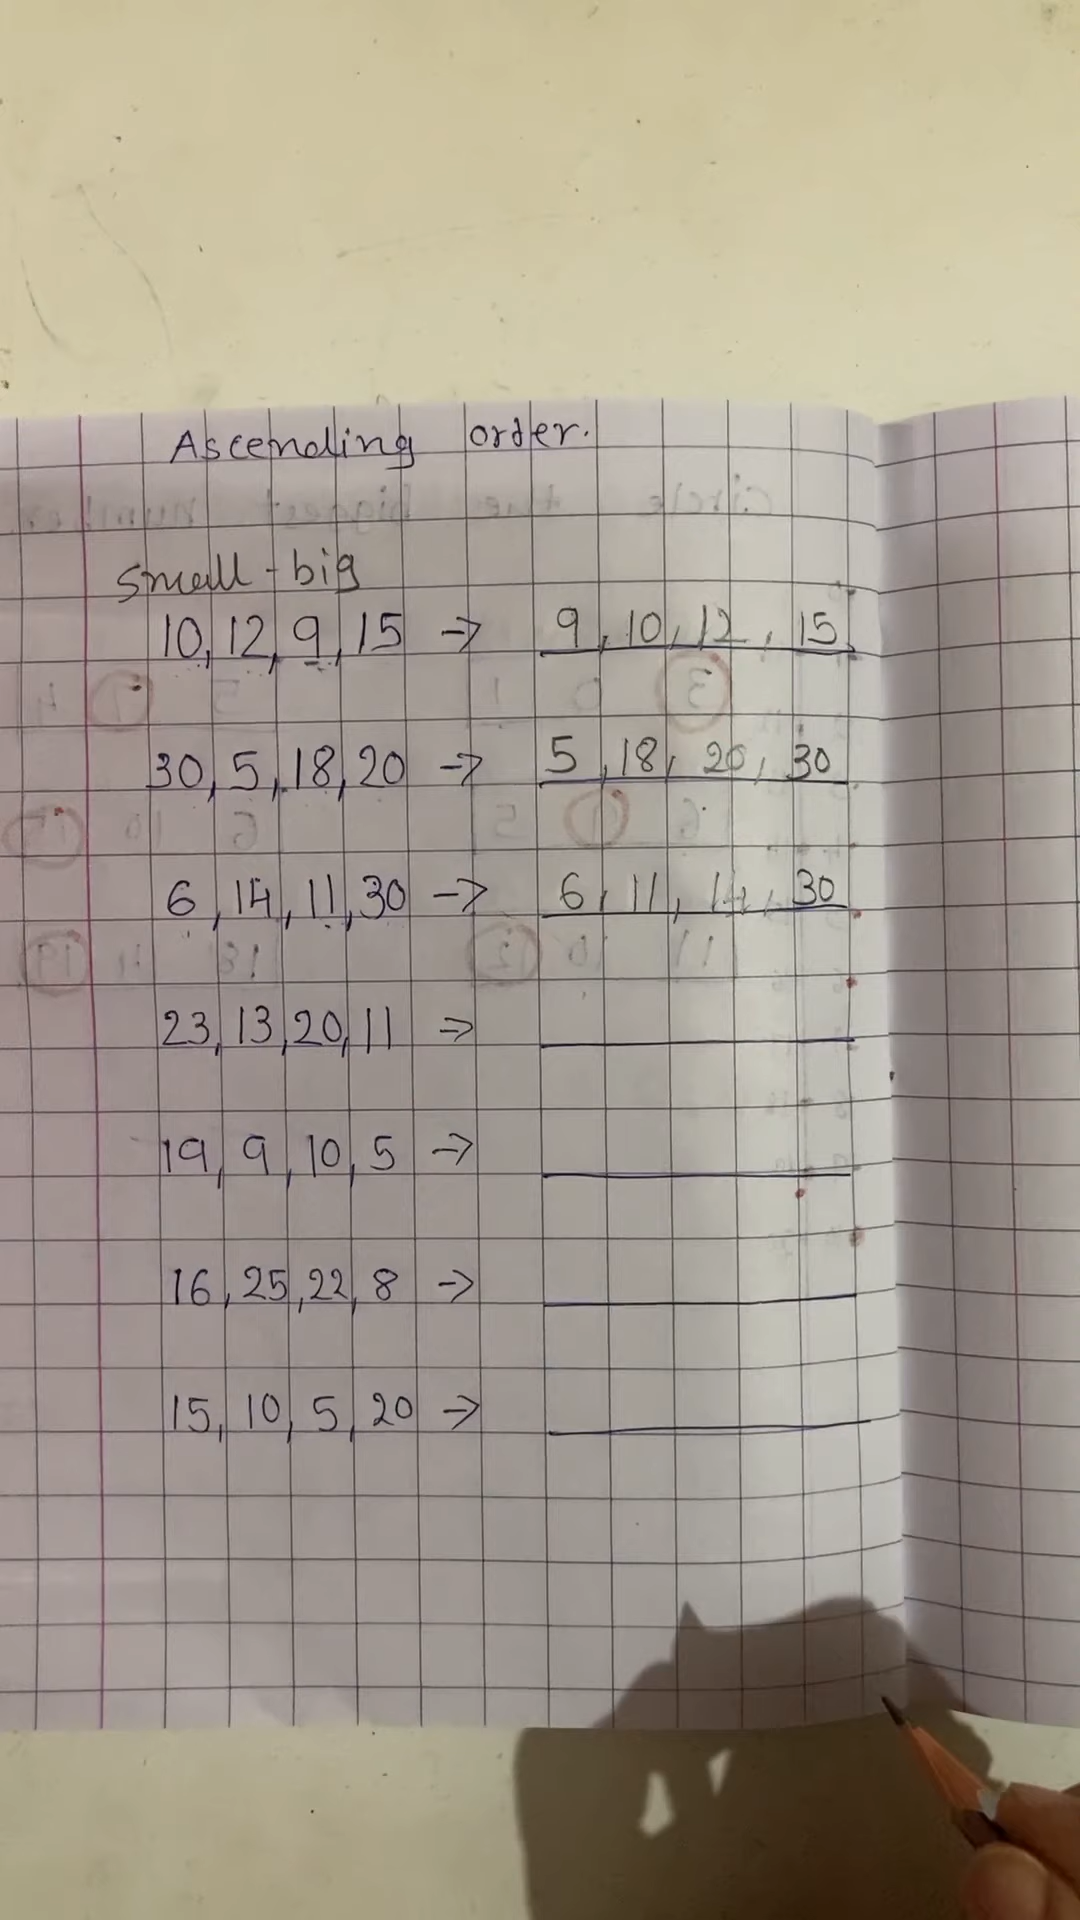 Ascending order.
Small - big
10, 12, 9, 15 → 9, 10, 12, 15
30, 5, 18, 20 → 5, 18, 20, 30
6, 14, 11, 30 → 6, 11, 14, 30
23, 13, 20, 11 →
19, 9, 10, 5 →
16, 25, 22, 8 →
15, 10, 5, 20 →